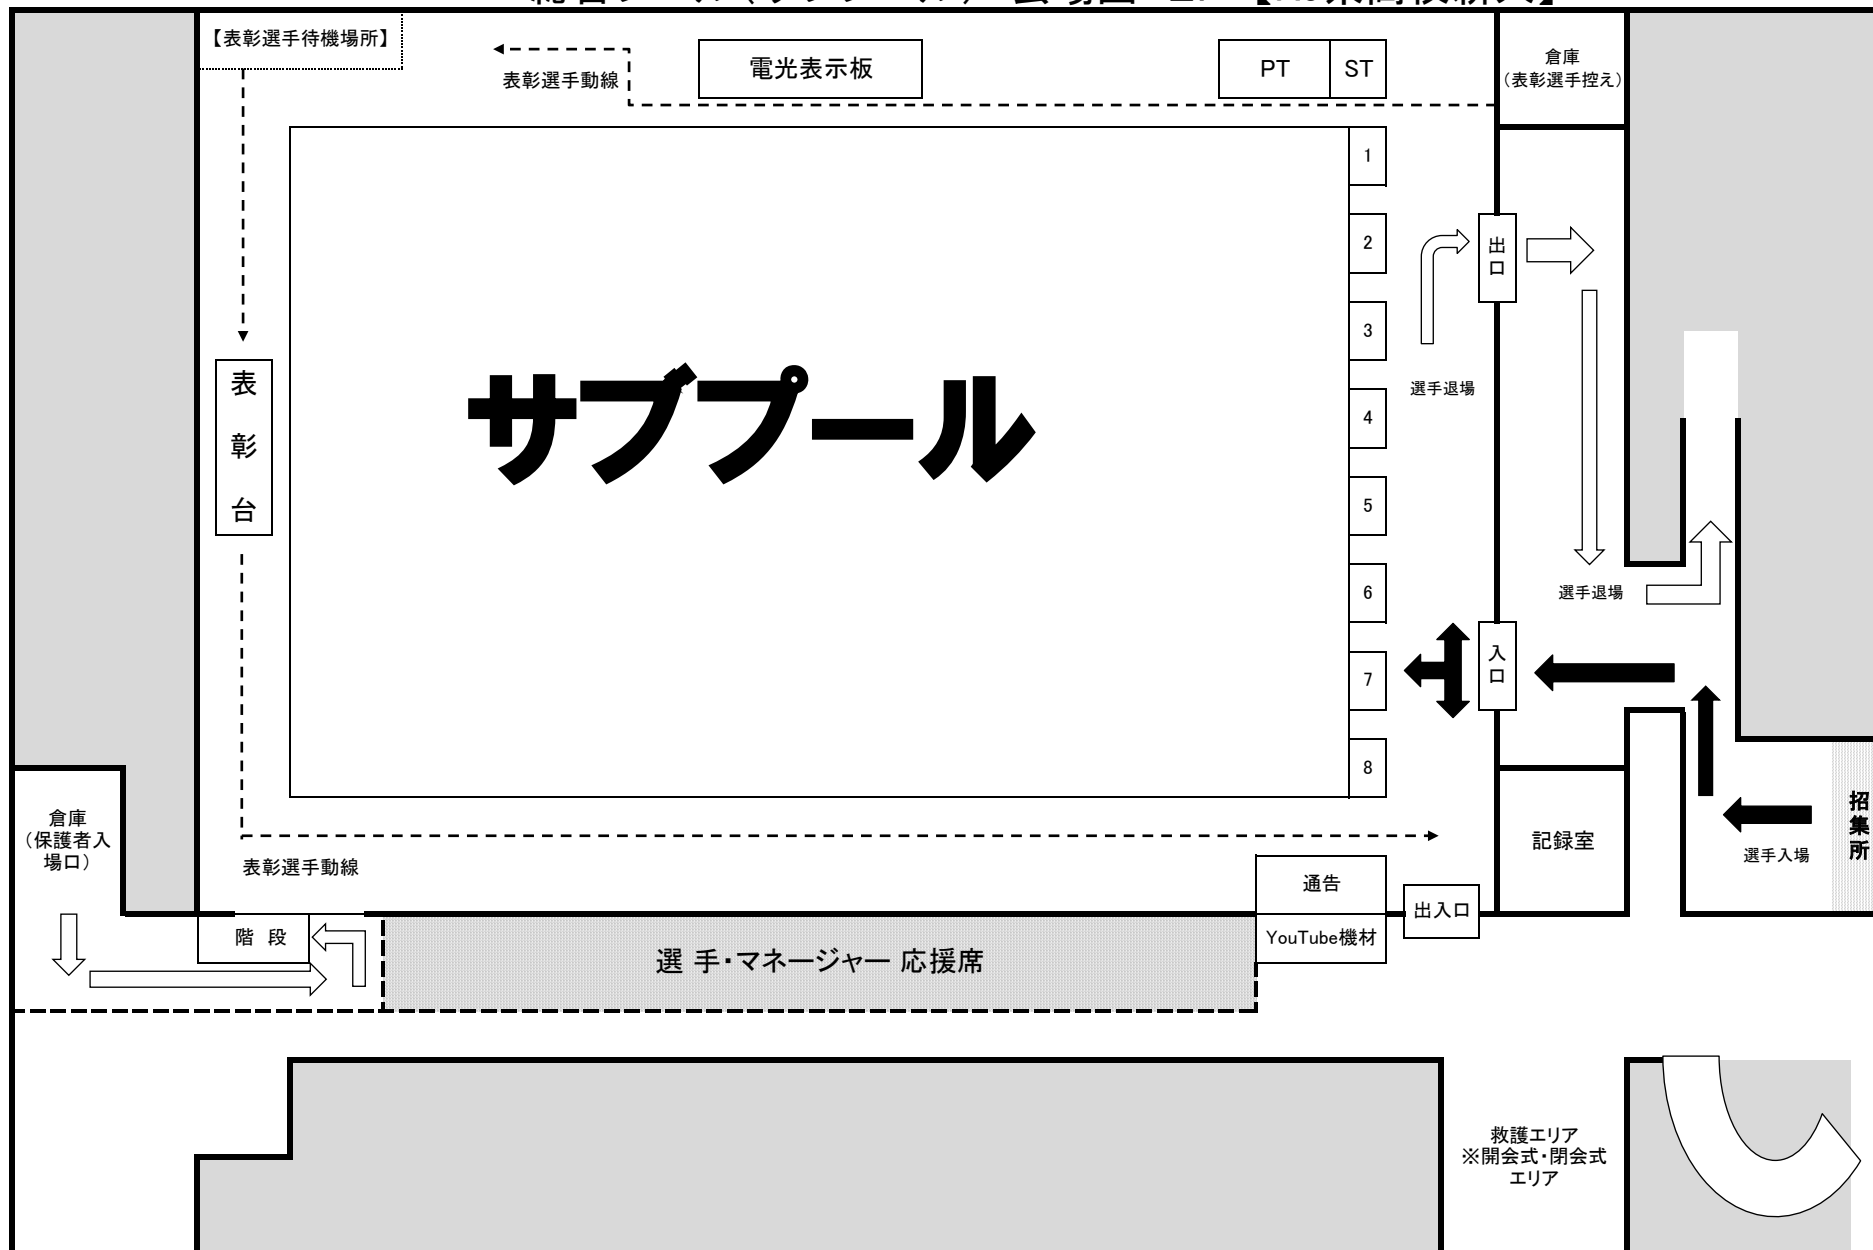 【表彰選手待機場所】
表彰選手動線
電光表示板
PT
ST
倉庫
（表彰選手控え）
1
2
3
4
5
6
7
8
出
口
選手退場
サブプール
表
彰
台
選手退場
入
口
倉庫
（保護者入
場口）
表彰選手動線
記録室
選手入場
招
集
所
通告
出入口
階 段
選 手・マネージャー 応援席
YouTube機材
救護エリア
※開会式・閉会式
エリア